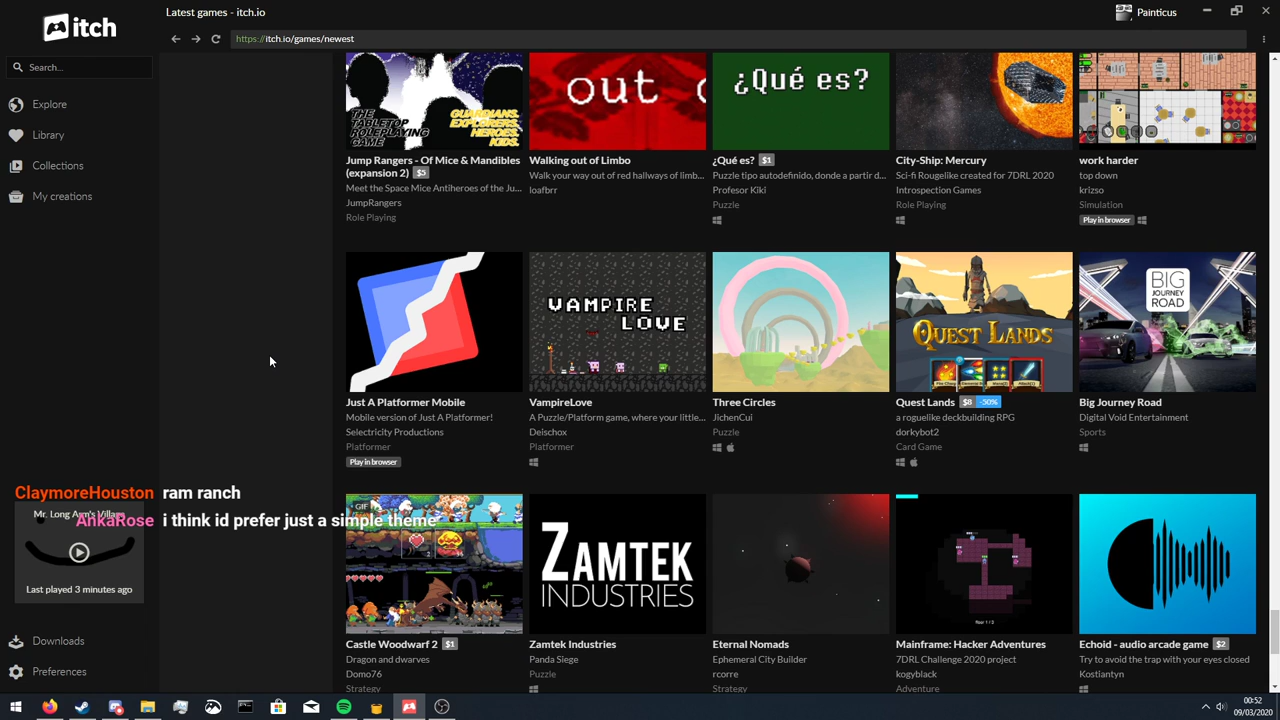 itch
Latest games - itch.io
Painticus
https://itch.io/games/newest
Search...
Explore
Library
Collections
My creations
THE
TABLETOP
ROLEPLAYING
GAME
GUARDIANS.
EXPLORERS.
HEROES.
KIDS.
out
¿Qué es?
Jump Rangers - Of Mice & Mandibles
(expansion 2) $5
Meet the Space Mice Antiheroes of the Ju...
JumpRangers
Role Playing
Walking out of Limbo
Walk your way out of red hallways of limb...
loafbrr
¿Qué es? $1
Puzzle tipo autodefinido, donde a partir d...
Profesor Kiki
Puzzle
City-Ship: Mercury
Sci-fi Rougelike created for 7DRL 2020
Introspection Games
Role Playing
work harder
top down
krizso
Simulation
Play in browser
VAMPIRE
LOVE
QUEST LANDS
BIG
JOURNEY
ROAD
Just A Platformer Mobile
Mobile version of Just A Platformer!
Selectricity Productions
Platformer
Play in browser
VampireLove
A Puzzle/Platform game, where your little...
Deischox
Platformer
Three Circles
JichenCui
Puzzle
Quest Lands $8 -50%
a roguelike deckbuilding RPG
dorkybot2
Card Game
Big Journey Road
Digital Void Entertainment
Sports
ClaymoreHouston ram ranch
AnkaRose i think id prefer just a simple theme
Mr. Long Arm's Village
Last played 3 minutes ago
GIF
ZAMTEK
INDUSTRIES
Castle Woodwarf 2 $1
Dragon and dwarves
Domo76
Strategy
Zamtek Industries
Panda Siege
Puzzle
Eternal Nomads
Ephemeral City Builder
rcorre
Strategy
Mainframe: Hacker Adventures
7DRL Challenge 2020 project
kogyblack
Adventure
Echoid - audio arcade game $2
Try to avoid the trap with your eyes closed
Kostiantyn
Downloads
Preferences
00:52
09/03/2020